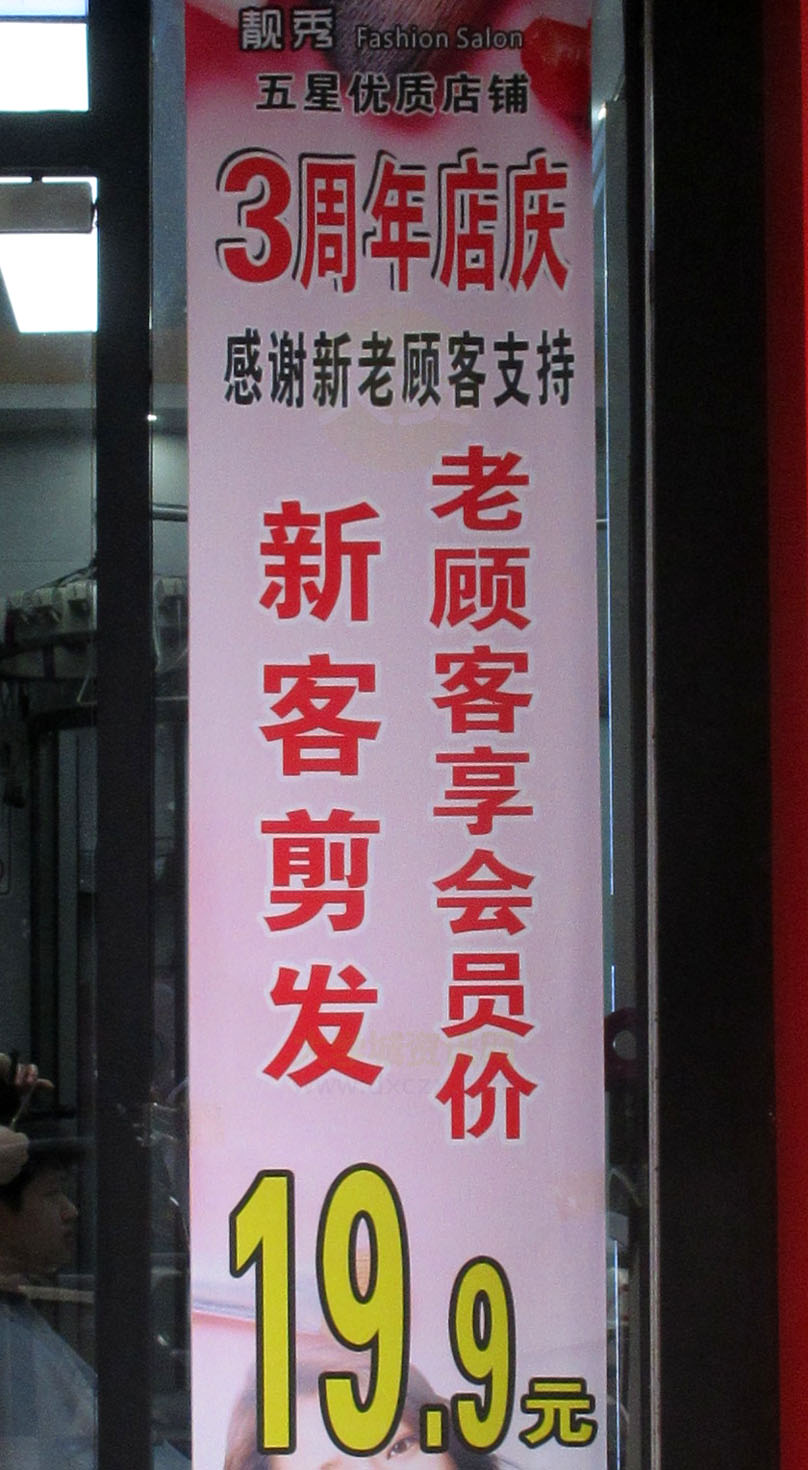 靓秀 Fashion Salon
五星优质店铺
3周年店庆
感谢新老顾客支持
老顾客享会员价
新客剪发
19.9元